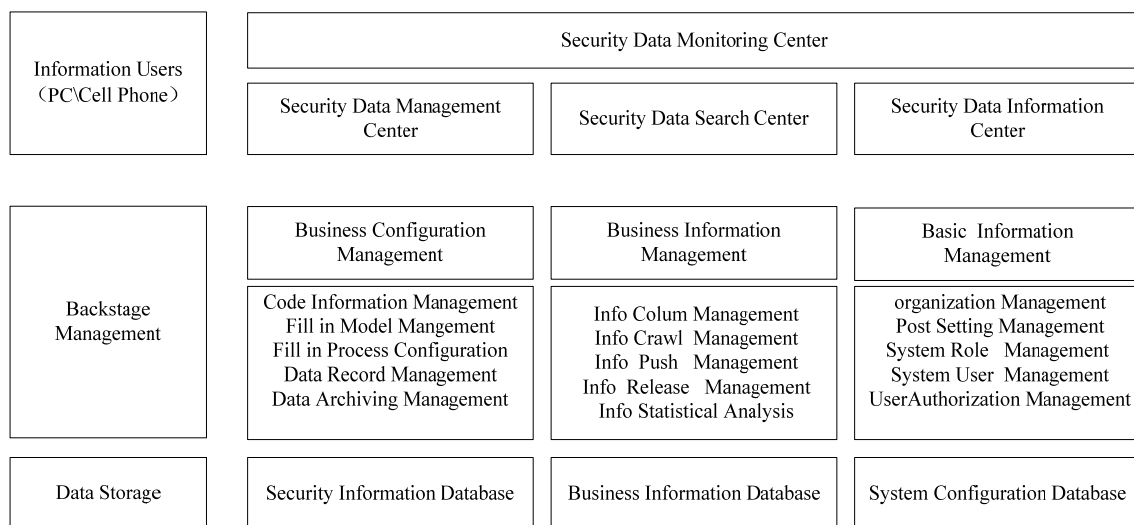 Information Users
（PC\Cell Phone）
Security Data Monitoring Center
Security Data Management
Center
Security Data Search Center
Security Data Information
Center
Backstage
Management
Business Configuration
Management
Business Information
Management
Basic Information
Management
Code Information Management
Fill in Model Mangement
Fill in Process Configuration
Data Record Management
Data Archiving Management
Info Colum Management
Info Crawl Management
Info Push Management
Info Release Management
Info Statistical Analysis
organization Management
Post Setting Management
System Role Management
System User Management
UserAuthorization Management
Data Storage
Security Information Database
Business Information Database
System Configuration Database